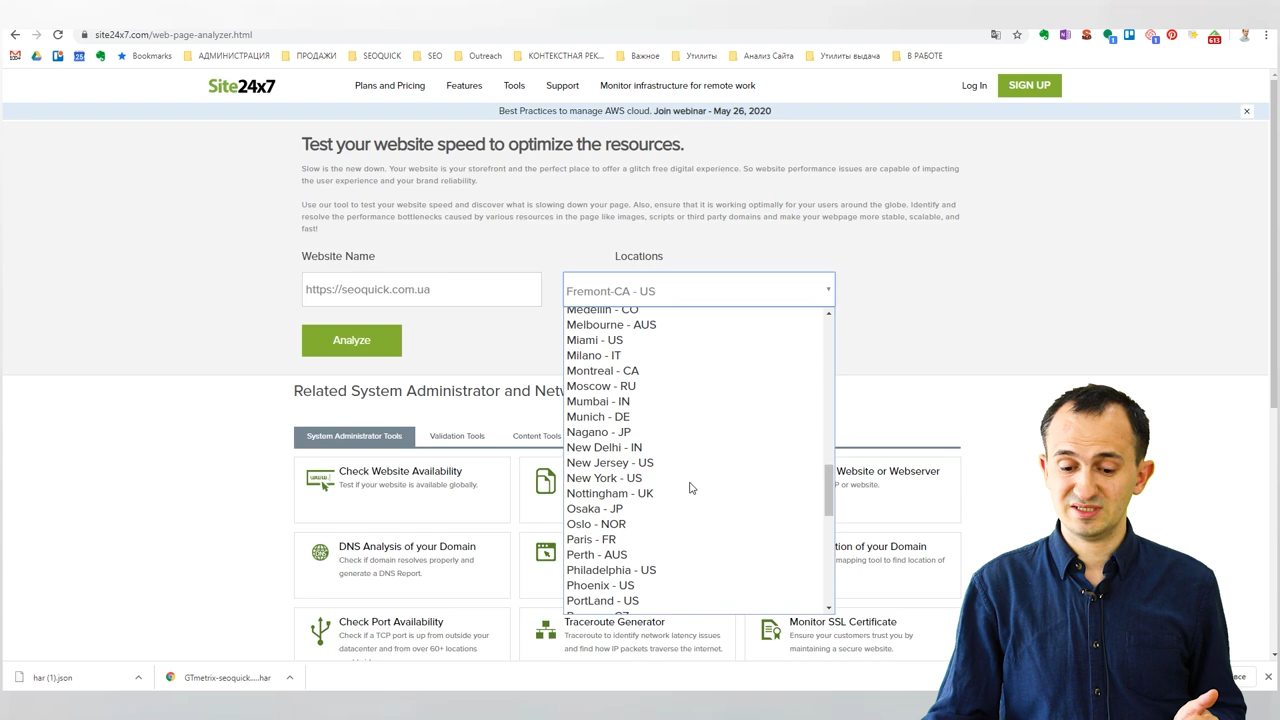 site24x7.com/web-page-analyzer.html
613
Bookmarks
АДМИНИСТРАЦИЯ
ПРОДАЖИ
SEOQUICK
SEO
Outreach
КОНТЕКСТНАЯ РЕК...
Важное
Утилиты
Анализ Сайта
Утилиты выдача
В РАБОТЕ
Site24x7
Plans and Pricing
Features
Tools
Support
Monitor infrastructure for remote work
Log In
SIGN UP
Best Practices to manage AWS cloud. Join webinar - May 26, 2020
Test your website speed to optimize the resources.
Slow is the new down. Your website is your storefront and the perfect place to offer a glitch free digital experience. So website performance issues are capable of impacting
the user experience and your brand reliability.
Use our tool to test your website speed and discover what is slowing down your page. Also, ensure that it is working optimally for your users around the globe. Identify and
resolve the performance bottlenecks caused by various resources in the page like images, scripts or third party domains and make your webpage more stable, scalable, and
fast!
Website Name
Locations
https://seoquick.com.ua
Fremont-CA - US
Analyze
Medellin - CO
Melbourne - AUS
Miami - US
Milano - IT
Montreal - CA
Moscow - RU
Mumbai - IN
Munich - DE
Nagano - JP
New Delhi - IN
New Jersey - US
New York - US
Nottingham - UK
Osaka - JP
Oslo - NOR
Paris - FR
Perth - AUS
Philadelphia - US
Phoenix - US
PortLand - US
Related System Administrator and Net
System Administrator Tools
Validation Tools
Content Tools
Check Website Availability
Test if your website is available globally.
Website or Webserver
P or website.
DNS Analysis of your Domain
Check if domain resolves properly and
generate a DNS Report.
tion of your Domain
mapping tool to find location of
Check Port Availability
Check if a TCP port is up from outside your
datacenter and from over 60+ locations
Traceroute Generator
Traceroute to identify network latency issues
and find how IP packets traverse the internet.
Monitor SSL Certificate
Ensure your customers trust you by
maintaining a secure website.
har (1).json
GTmetrix-seoquick.....har
все